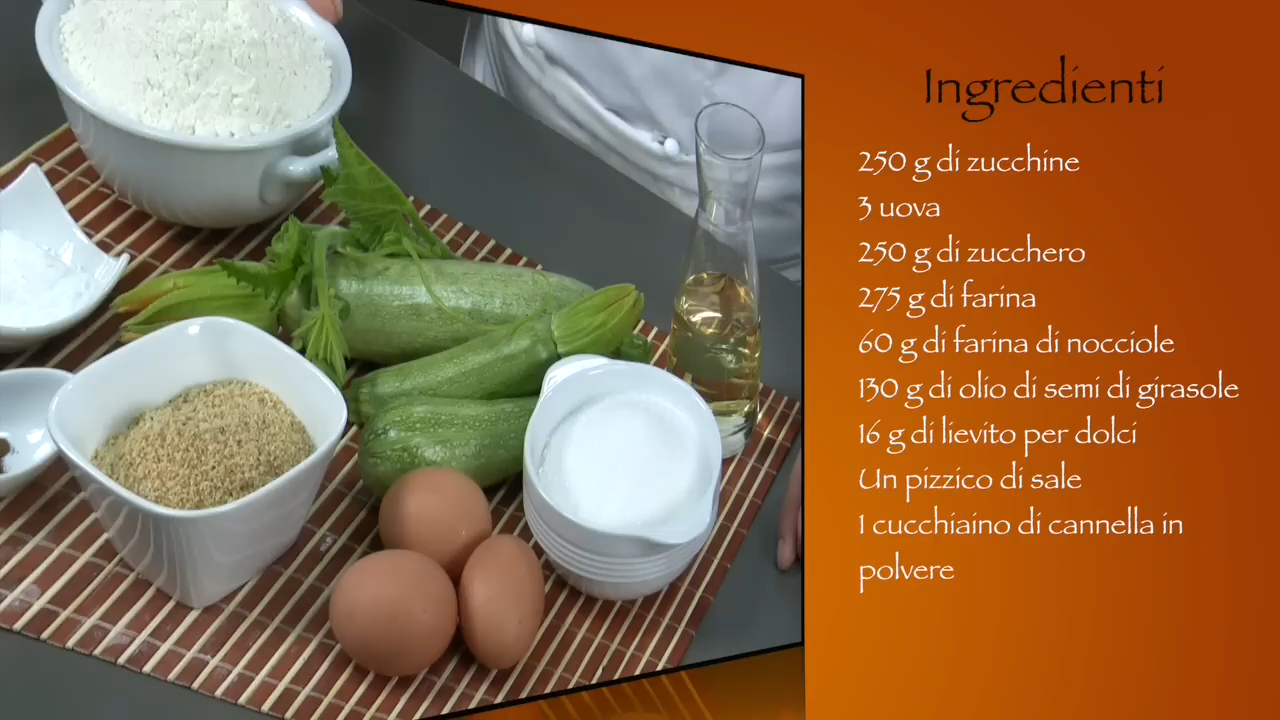 Ingredienti
250 g di zucchine
3 uova
250 g di zucchero
275 g di farina
60 g di farina di nocciole
130 g di olio di semi di girasole
16 g di lievito per dolci
Un pizzico di sale
1 cucchiaino di cannella in
polvere